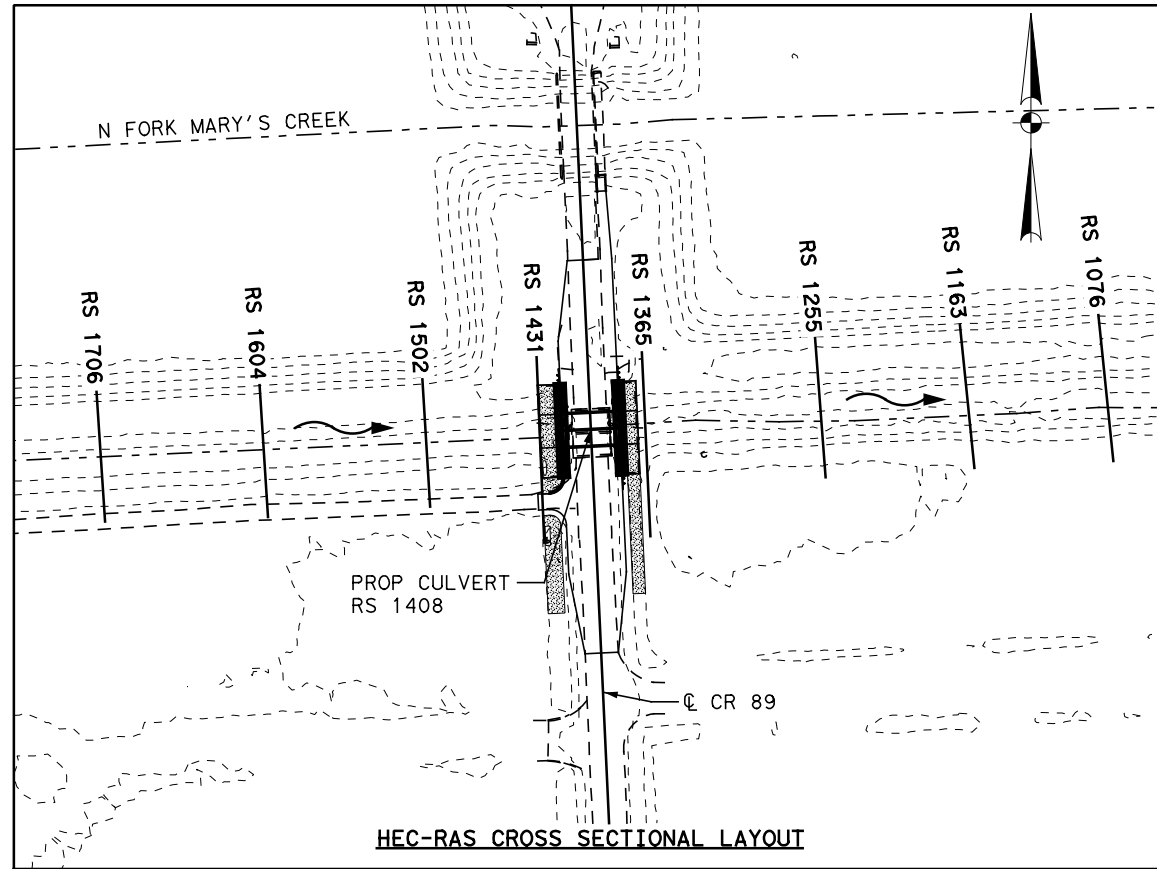 N FORK MARY'S CREEK
RS 1706
RS 1604
RS 1502
RS 1431
RS 1365
RS 1255
RS 1163
RS 1076
PROP CULVERT
RS 1408
℄ CR 89
HEC-RAS CROSS SECTIONAL LAYOUT